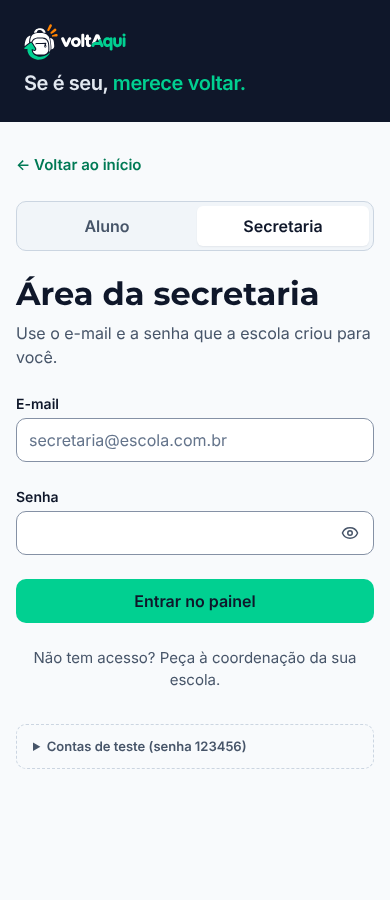 voltAqui
Se é seu, merece voltar.
← Voltar ao início
Aluno
Secretaria
Área da secretaria
Use o e-mail e a senha que a escola criou para
você.
E-mail
secretaria@escola.com.br
Senha
Entrar no painel
Não tem acesso? Peça à coordenação da sua
escola.
Contas de teste (senha 123456)